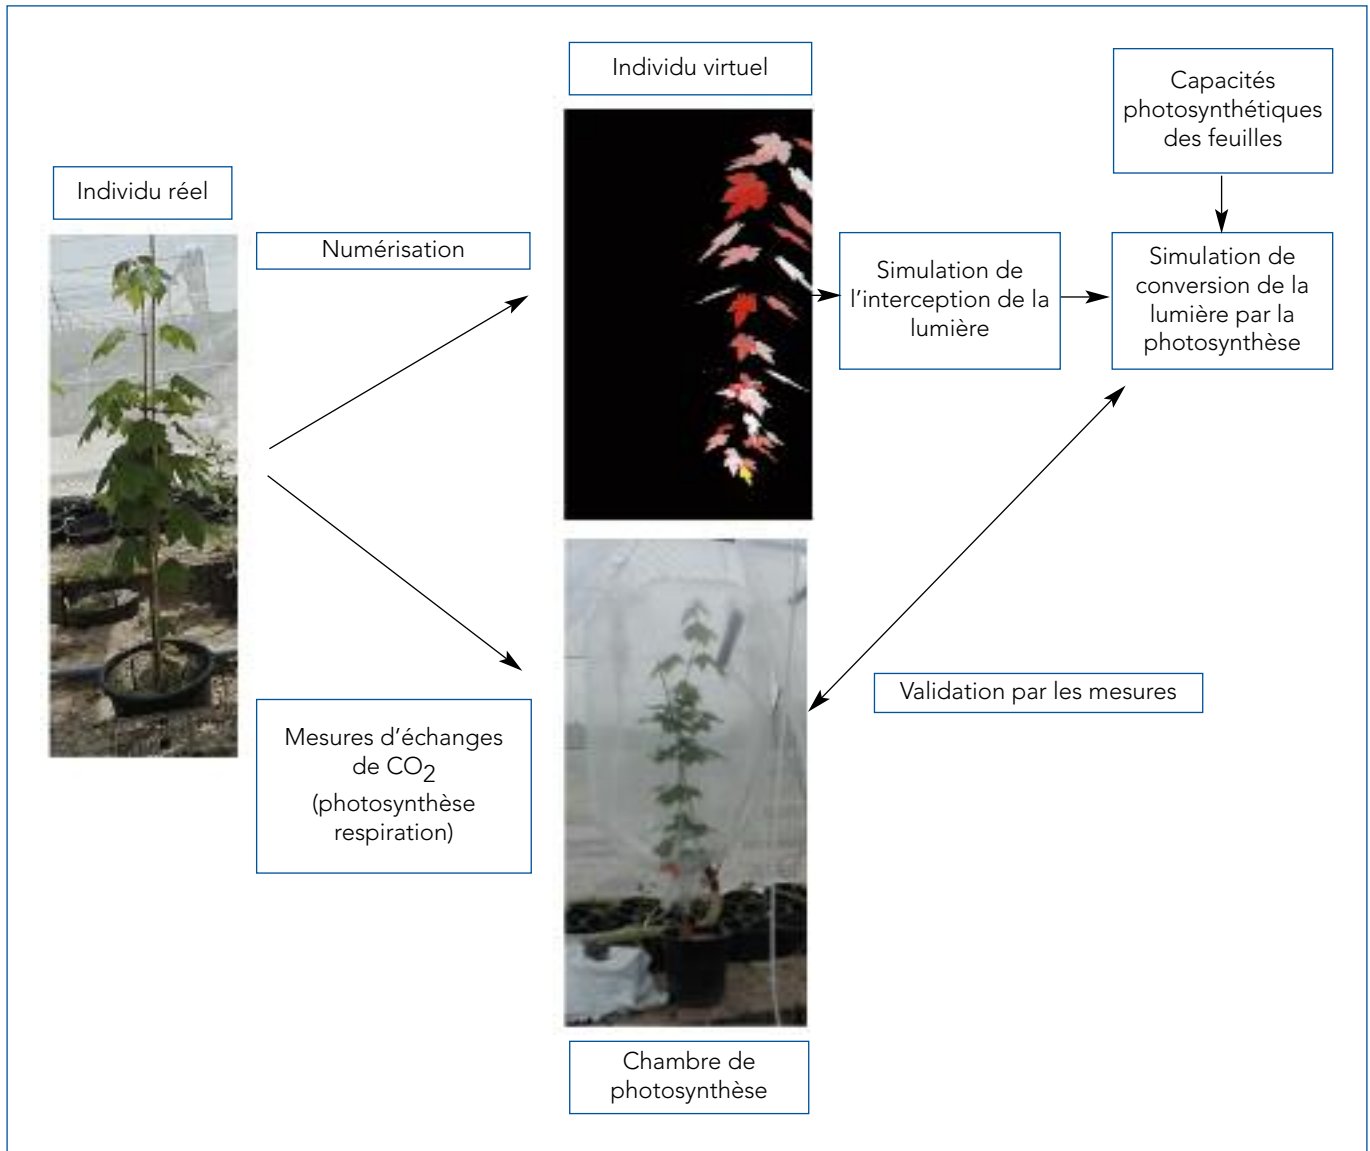 Individu virtuel
Capacités
photosynthétiques
des feuilles
Individu réel
Numérisation
Simulation de
l'interception de la
lumière
Simulation de
conversion de la
lumière par la
photosynthèse
Validation par les mesures
Mesures d'échanges
de CO2
(photosynthèse
respiration)
Chambre de
photosynthèse